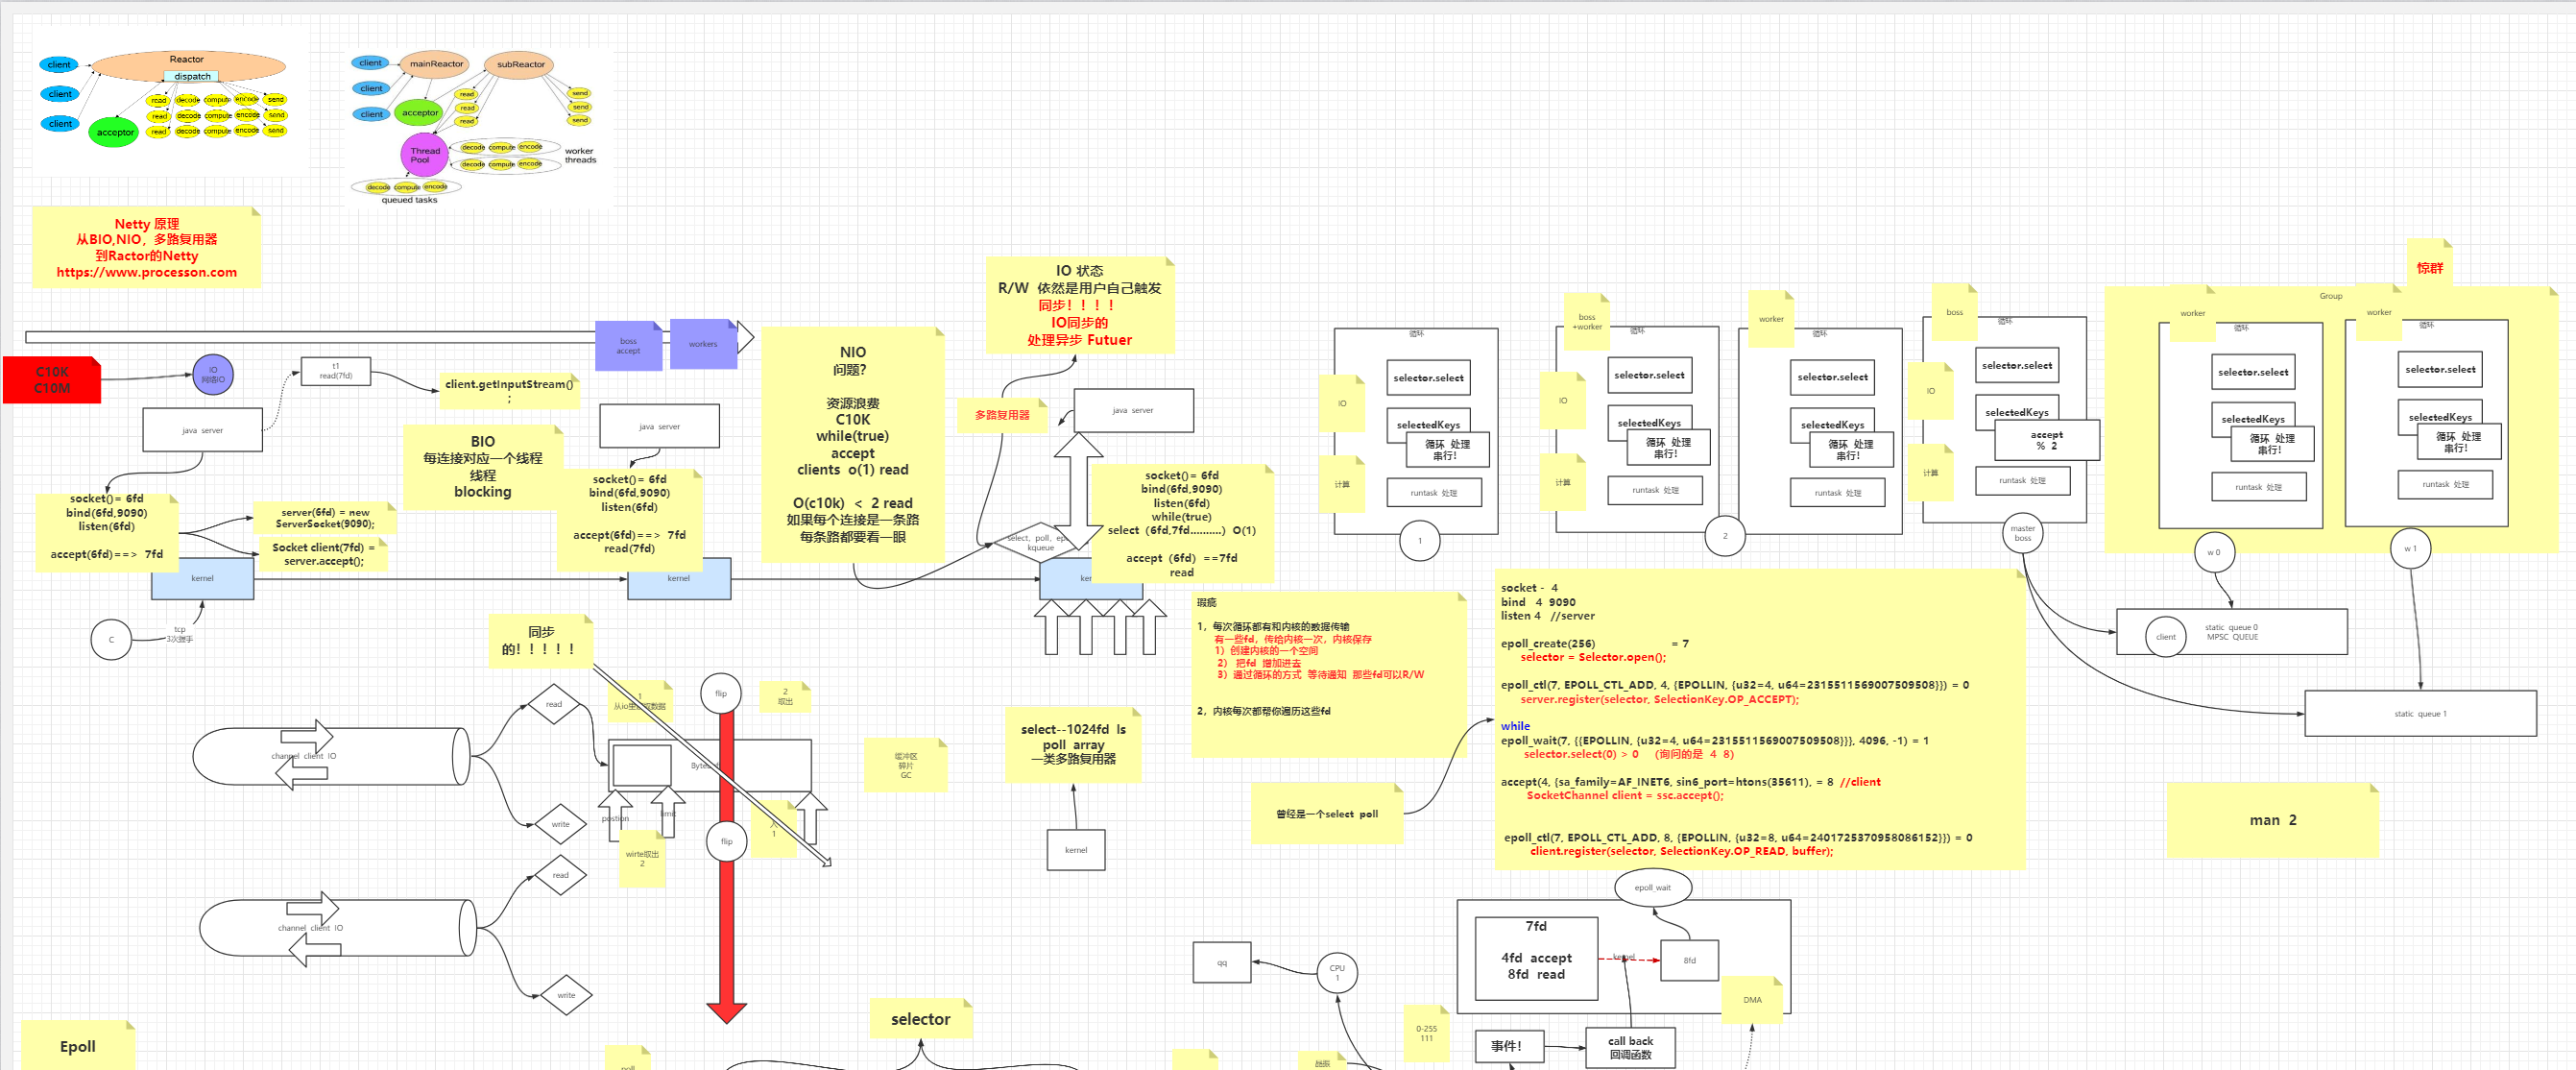 Reactor
dispatch
client
client
client
acceptor
read
decode
compute
encode
send
read
decode
compute
encode
send
read
decode
compute
encode
send
client
client
client
mainReactor
subReactor
acceptor
read
read
read
send
send
send
Thread
Pool
decode
compute
encode
decode
compute
encode
worker
threads
decode
compute
encode
queued tasks
Netty 原理
从BIO,NIO，多路复用器
到Ractor的Netty
https://www.processon.com
C10K
C10M
IO
网络IO
t1
read(7fd)
client.getInputStream()
;
boss
accept
workers
java server
socket()= 6fd
bind(6fd,9090)
listen(6fd)
accept(6fd)==> 7fd
server(6fd) = new
ServerSocket(9090);
Socket client(7fd) =
server.accept();
kernel
C
tcp
3次握手
BIO
每连接对应一个线程
线程
blocking
java server
socket()= 6fd
bind(6fd,9090)
listen(6fd)
accept(6fd)==> 7fd
read(7fd)
kernel
NIO
问题?
资源浪费
C10K
while(true)
accept
clients o(1) read
O(c10k) < 2 read
如果每个连接是一条路
每条路都要看一眼
IO 状态
R/W 依然是用户自己触发
同步！！！！
IO同步的
处理异步 Futuer
多路复用器
java server
select, poll, ep
kqueue
socket()= 6fd
bind(6fd,9090)
listen(6fd)
while(true)
select (6fd,7fd..........) O(1)
accept (6fd) ==7fd
read
循环
selector.select
selectedKeys
循环 处理
串行!
runtask 处理
IO
计算
1
boss
+worker
循环
selector.select
selectedKeys
循环 处理
串行!
runtask 处理
IO
计算
worker
循环
selector.select
selectedKeys
循环 处理
串行!
runtask 处理
2
boss
循环
selector.select
selectedKeys
accept
% 2
runtask 处理
IO
计算
master
boss
惊群
Group
worker
循环
selector.select
selectedKeys
循环 处理
串行!
runtask 处理
w 0
worker
循环
selector.select
selectedKeys
循环 处理
串行!
runtask 处理
w 1
client
static queue 0
MPSC QUEUE
static queue 1
man 2
瑕疵
1，每次循环都有和内核的数据传输
有一些fd，传给内核一次，内核保存
1）创建内核的一个空间
2） 把fd 增加进去
3）通过循环的方式 等待通知 那些fd可以R/W
2，内核每次都帮你遍历这些fd
曾经是一个select poll
socket - 4
bind 4 9090
listen 4 //server
epoll_create(256) = 7
selector = Selector.open();
epoll_ctl(7, EPOLL_CTL_ADD, 4, {EPOLLIN, {u32=4, u64=2315511569007509508}}) = 0
server.register(selector, SelectionKey.OP_ACCEPT);
while
epoll_wait(7, {{EPOLLIN, {u32=4, u64=2315511569007509508}}}, 4096, -1) = 1
selector.select(0) > 0 (询问的是 4 8)
accept(4, {sa_family=AF_INET6, sin6_port=htons(35611), = 8 //client
SocketChannel client = ssc.accept();
epoll_ctl(7, EPOLL_CTL_ADD, 8, {EPOLLIN, {u32=8, u64=2401725370958086152}}) = 0
client.register(selector, SelectionKey.OP_READ, buffer);
同步
的！！！！！
channel client IO
read
write
1
flip
2
取出
postion
limit
1
wirte取出
2
flip
缓冲区
碎片
GC
select--1024fd ls
poll array
一类多路复用器
kernel
channel client IO
read
write
epoll_wait
7fd
4fd accept
8fd read
kernel
8fd
DMA
qq
CPU
1
0-255
111
事件!
call back
回调函数
selector
Epoll